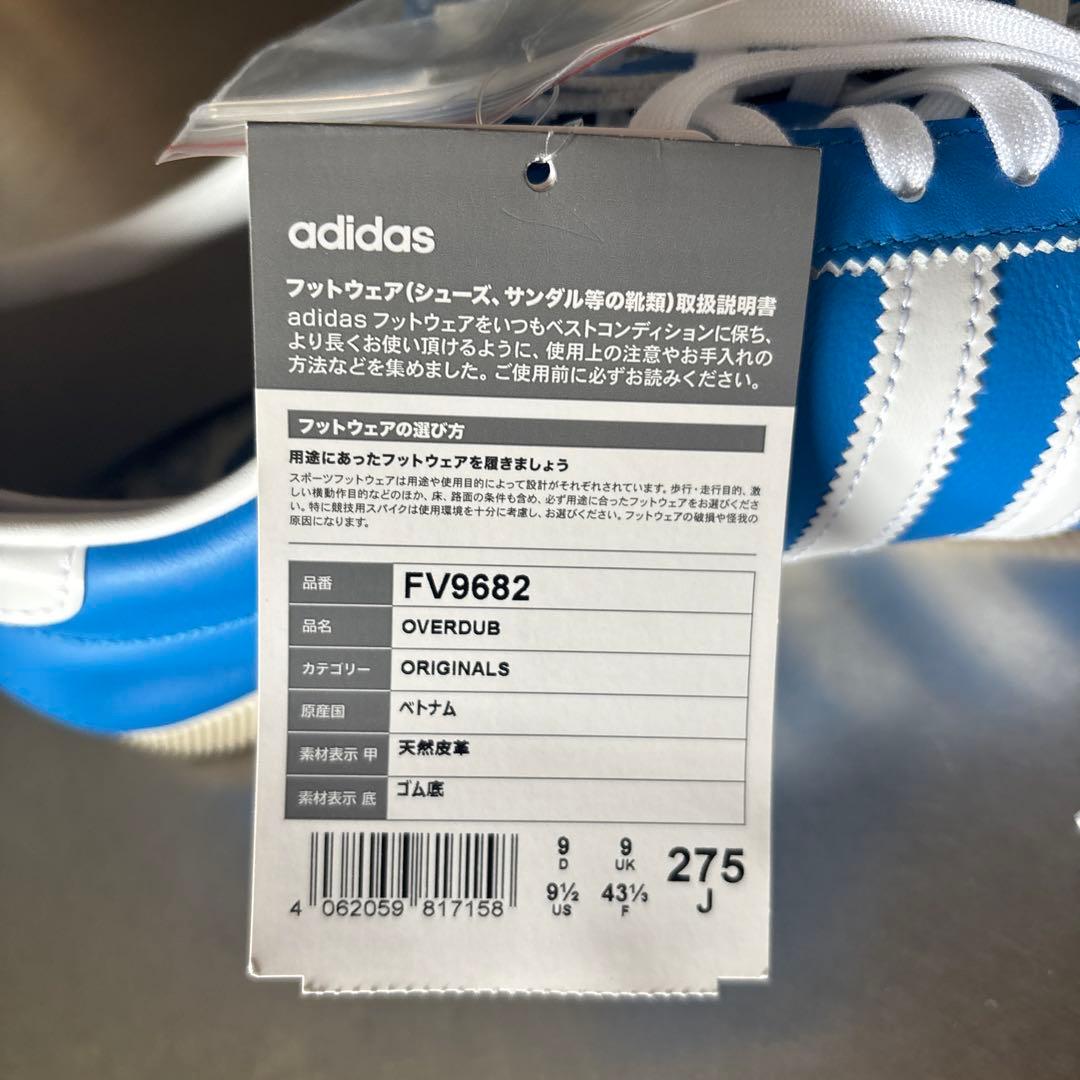 adidas
フットウェア(シューズ、サンダル等の靴類)取扱説明書
adidas フットウェアをいつもベストコンディションに保ち、
より長くお使い頂けるように、使用上の注意やお手入れの
方法などを集めました。ご使用前に必ずお読みください。
フットウェアの選び方
用途にあったフットウェアを履きましょう
スポーツフットウェアは用途や使用目的によって設計がそれぞれされています。歩行・走行目的、激
しい横動作目的などのほか、床、路面の条件も含め、必ず用途に合ったフットウェアをお選びくださ
い。特に競技用スパイクは使用環境を十分に考慮し、お選びください。フットウェアの破損や怪我の
原因になります。
品番 FV9682
品名 OVERDUB
カテゴリー ORIGINALS
原産国 ベトナム
素材表示 甲 天然皮革
素材表示 底 ゴム底
9 9 275
D UK J
9½ 43⅓
US F
4 062059 817158